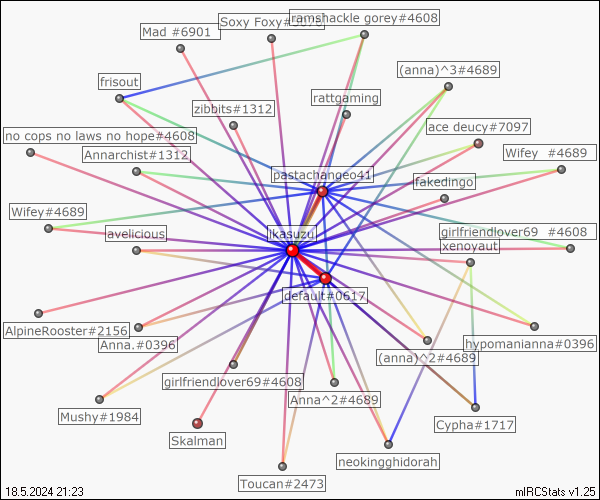 Soxy Foxy#5078
ramshackle gorey#4608
Mad #6901
(anna)^3#4689
frisout
rattgaming
zibbits#1312
ace deucy#7097
no cops no laws no hope#4608
Annarchist#1312
Wifey  #4689
pastachangeo41
fakedingo
Wifey#4689
girlfriendlover69  #4608
avelicious
ikasuzu
xenoyaut
default#0617
AlpineRooster#2156
Anna.#0396
hypomanianna#0396
(anna)^2#4689
girlfriendlover69#4608
Anna^2#4689
Mushy#1984
Cypha#1717
Skalman
neokingghidorah
Toucan#2473
18.5.2024 21:23
mIRCStats v1.25